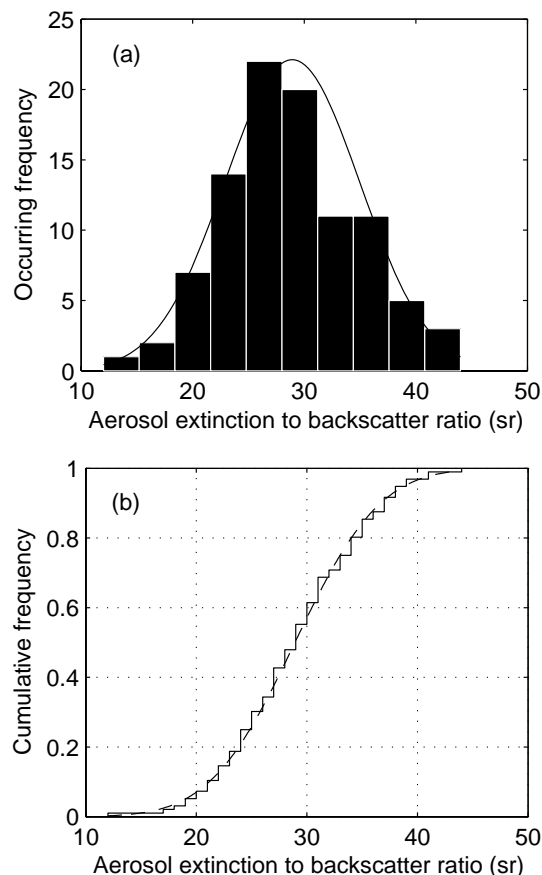 (a)
Occurring frequency
25
20
15
10
5
0
10 20 30 40 50
Aerosol extinction to backscatter ratio (sr)
(b)
Cumulative frequency
1
0.8
0.6
0.4
0.2
0
10 20 30 40 50
Aerosol extinction to backscatter ratio (sr)